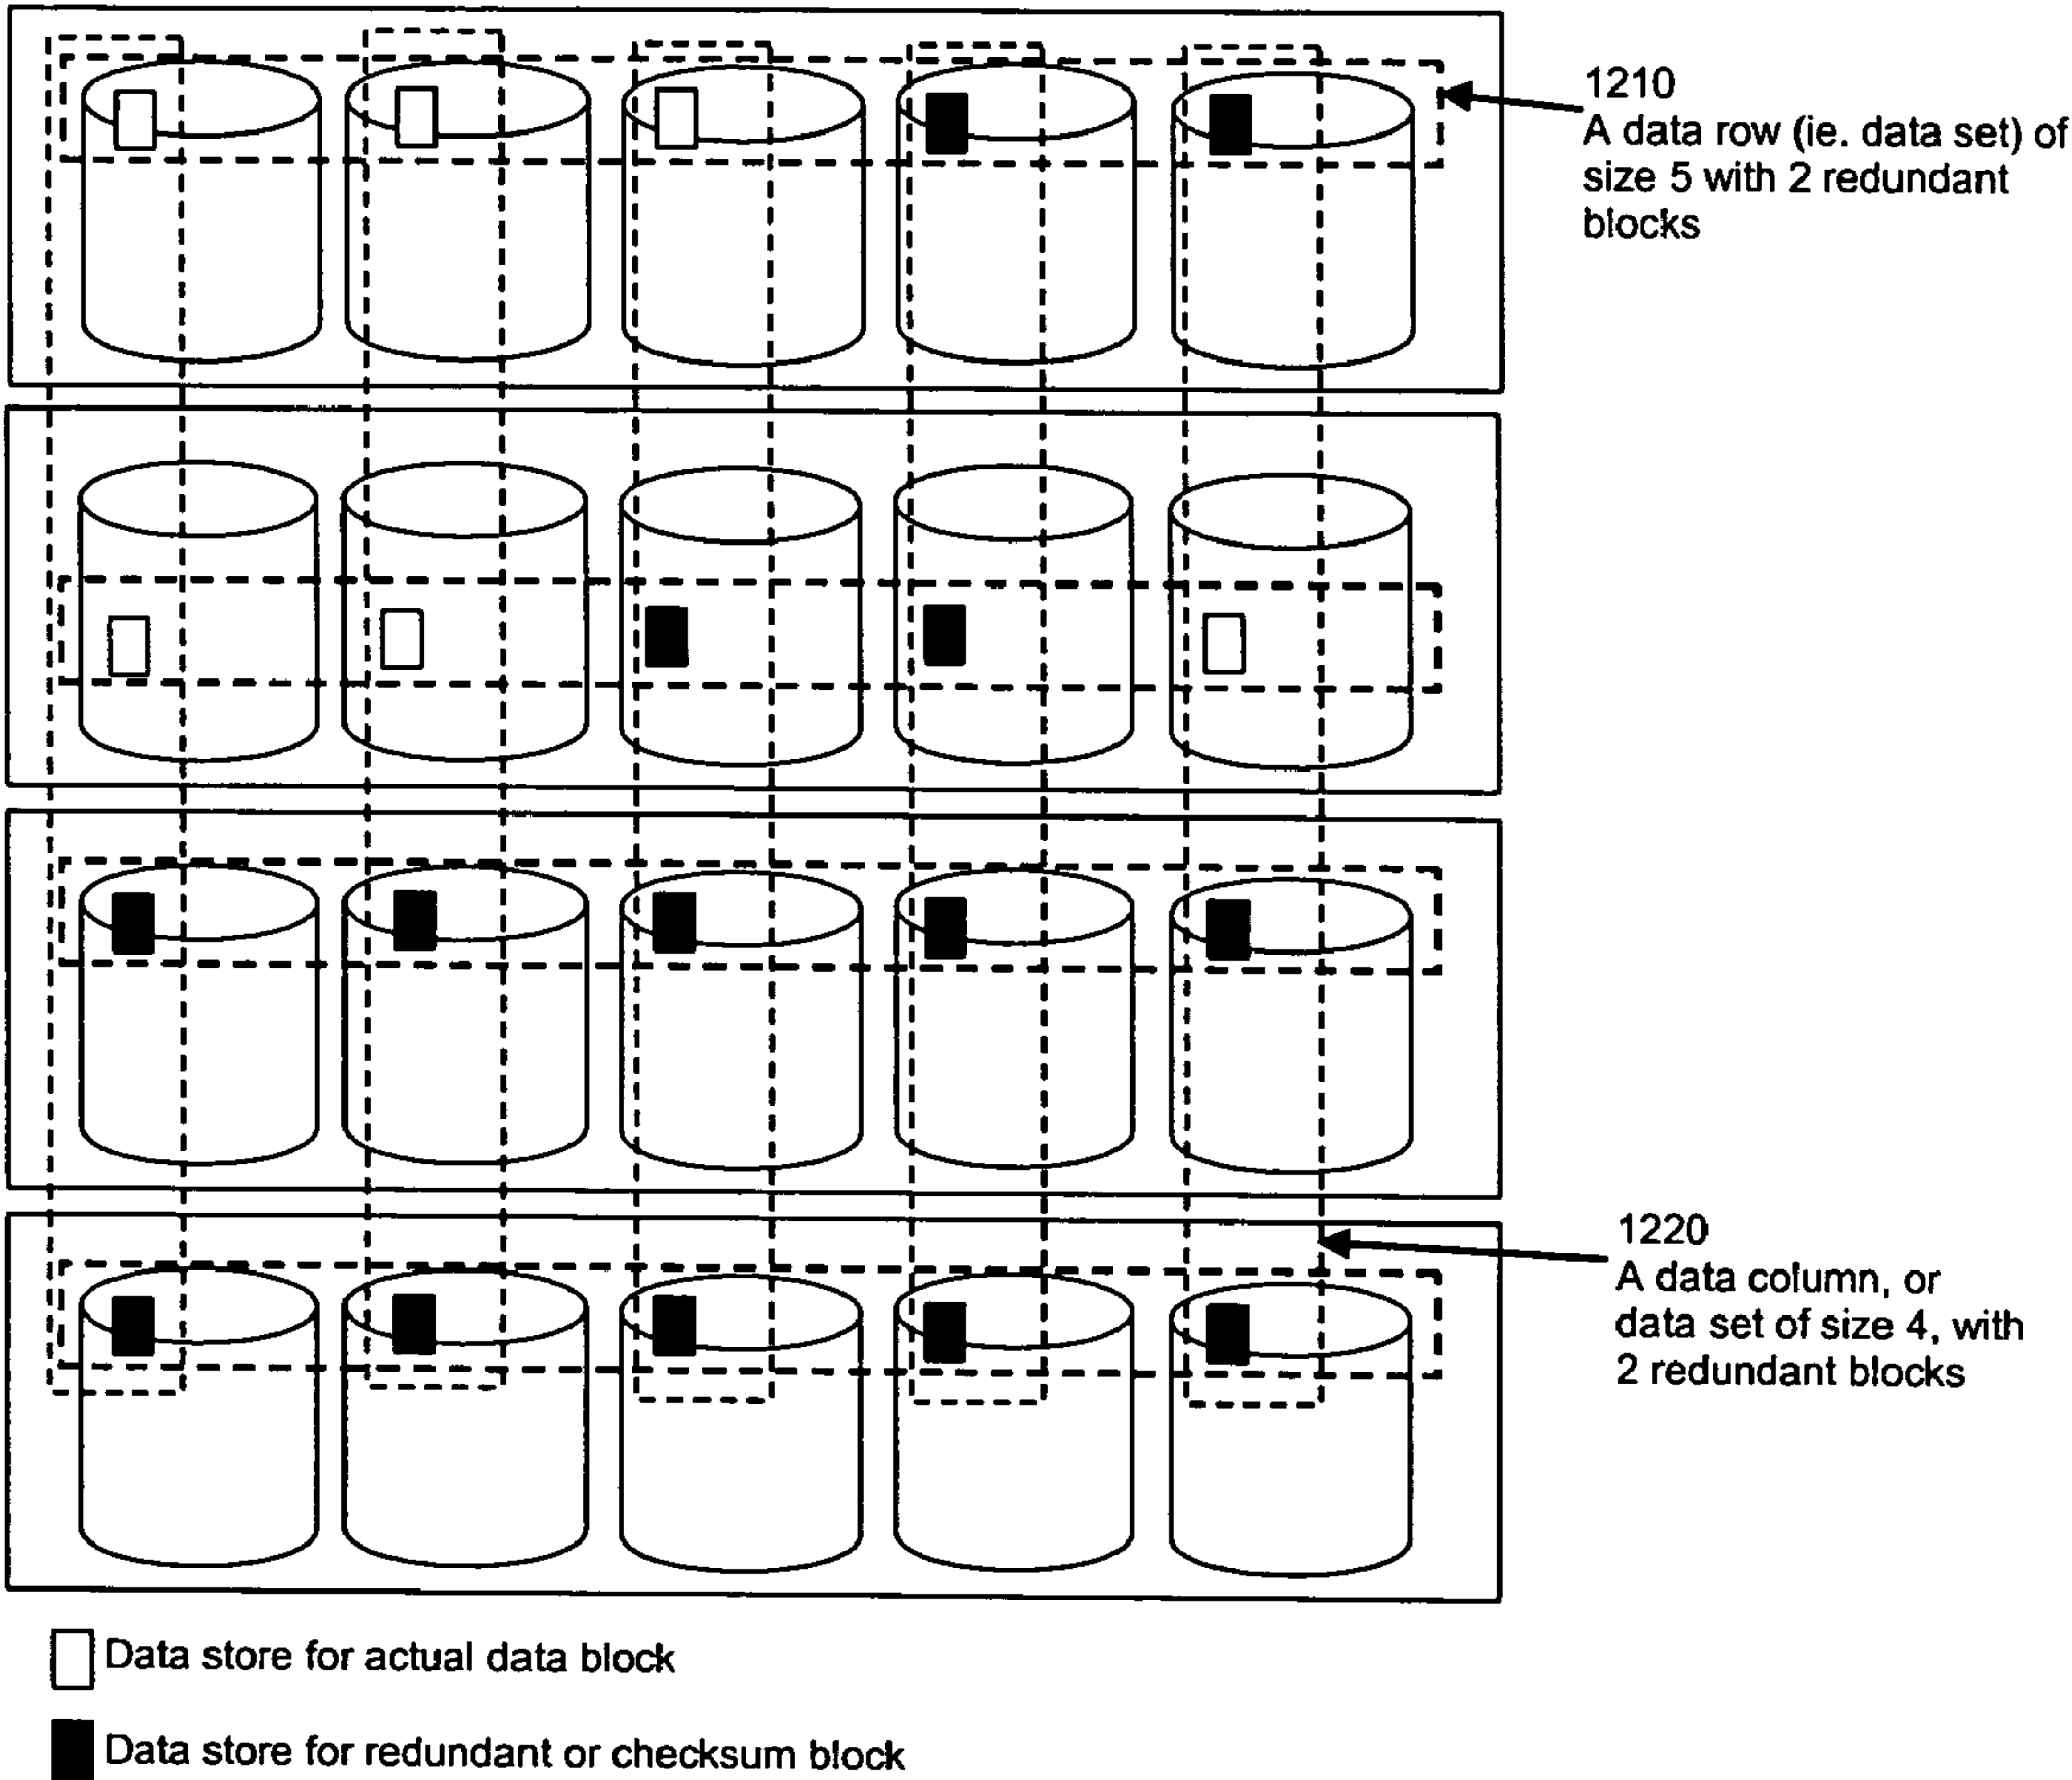 1210
A data row (ie. data set) of
size 5 with 2 redundant
blocks
1220
A data column, or
data set of size 4, with
2 redundant blocks
Data store for actual data block
Data store for redundant or checksum block